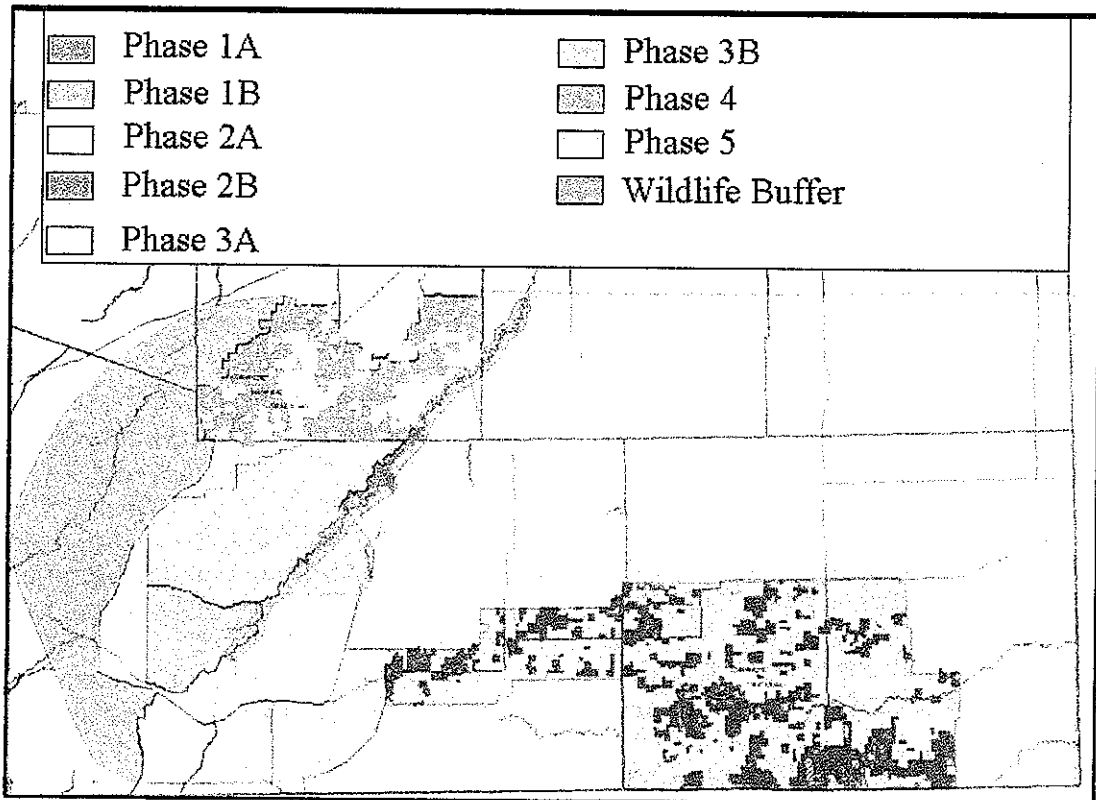 Phase 1A
Phase 1B
Phase 2A
Phase 2B
Phase 3A
Phase 3B
Phase 4
Phase 5
Wildlife Buffer